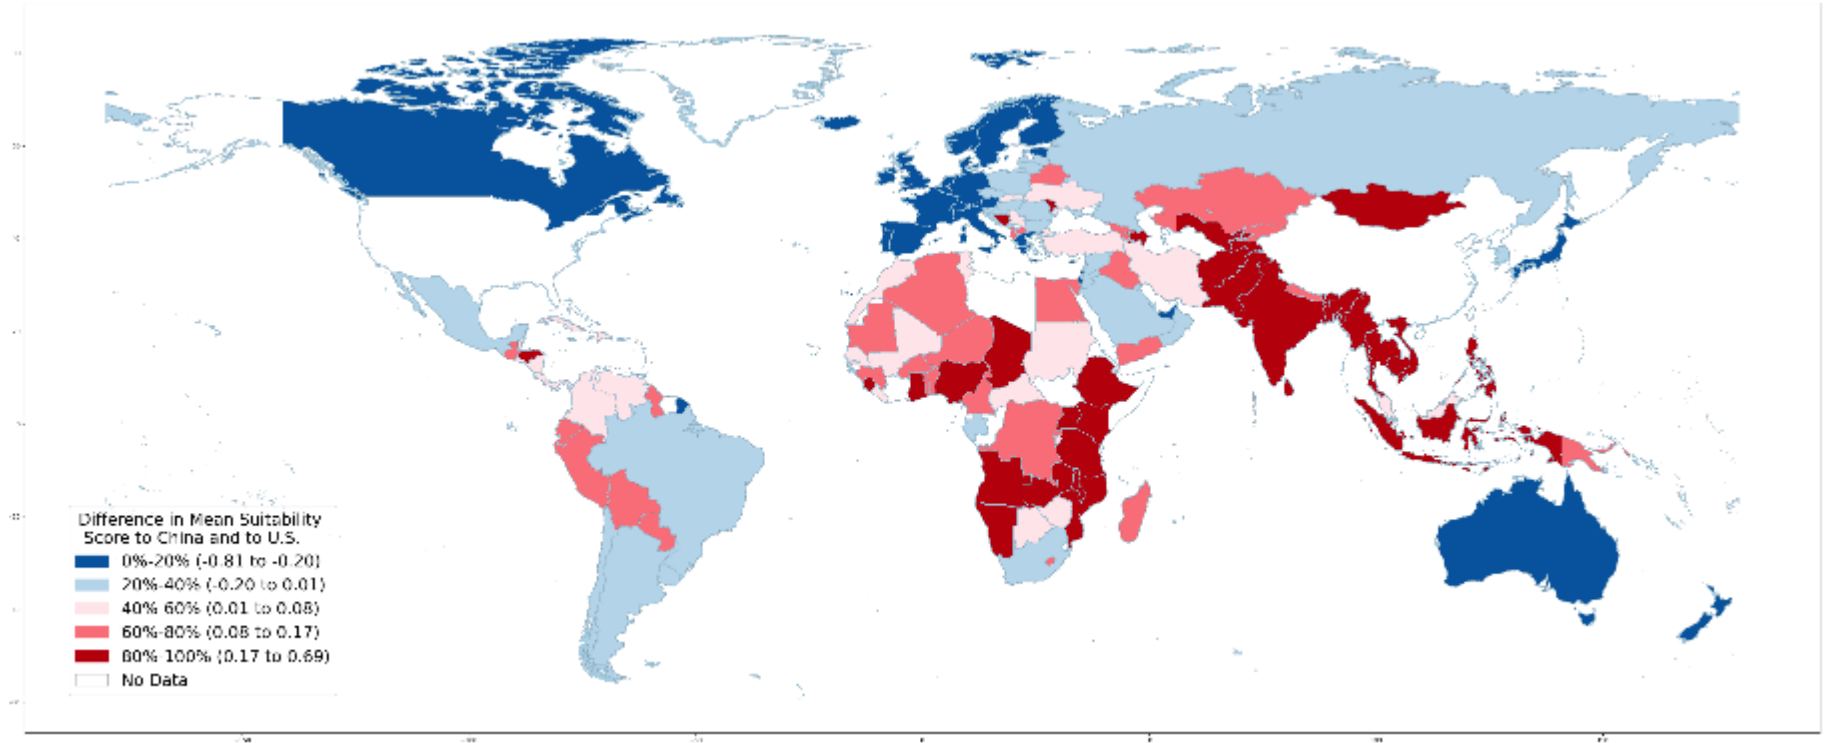 Difference in Mean Suitability
Score to China and to U.S.
0%-20% (-0.81 to -0.20)
20%-40% (-0.20 to 0.01)
40%-60% (0.01 to 0.08)
60%-80% (0.08 to 0.17)
80%-100% (0.17 to 0.69)
No Data